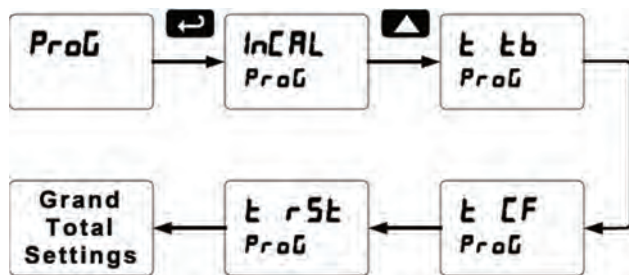 ProG
InCAL
ProG
t tb
ProG
t CF
ProG
t rSt
ProG
Grand
Total
Settings